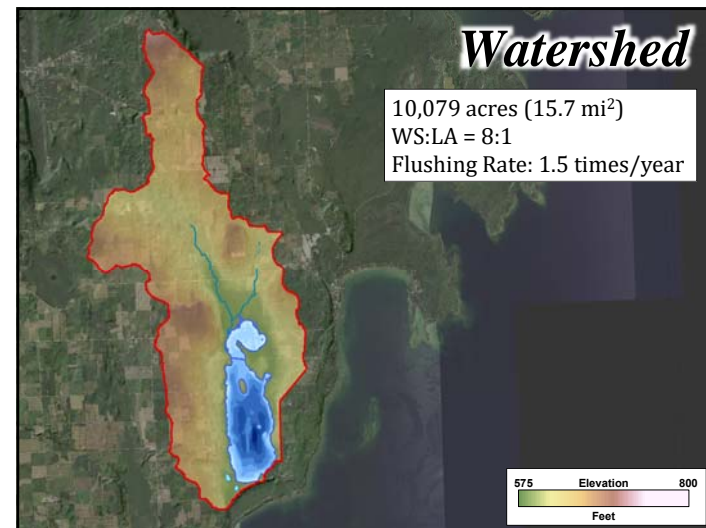 Watershed
10,079 acres (15.7 mi²)
WS:LA = 8:1
Flushing Rate: 1.5 times/year
575 Elevation 800
Feet